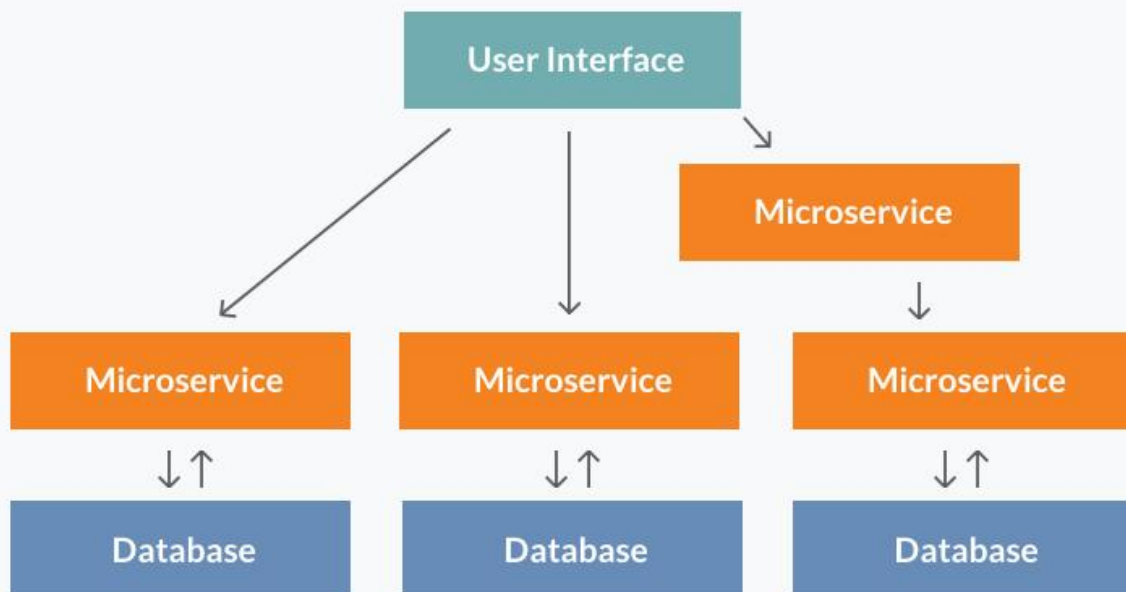 User Interface
Microservice
Microservice
Microservice
Microservice
Database
Database
Database